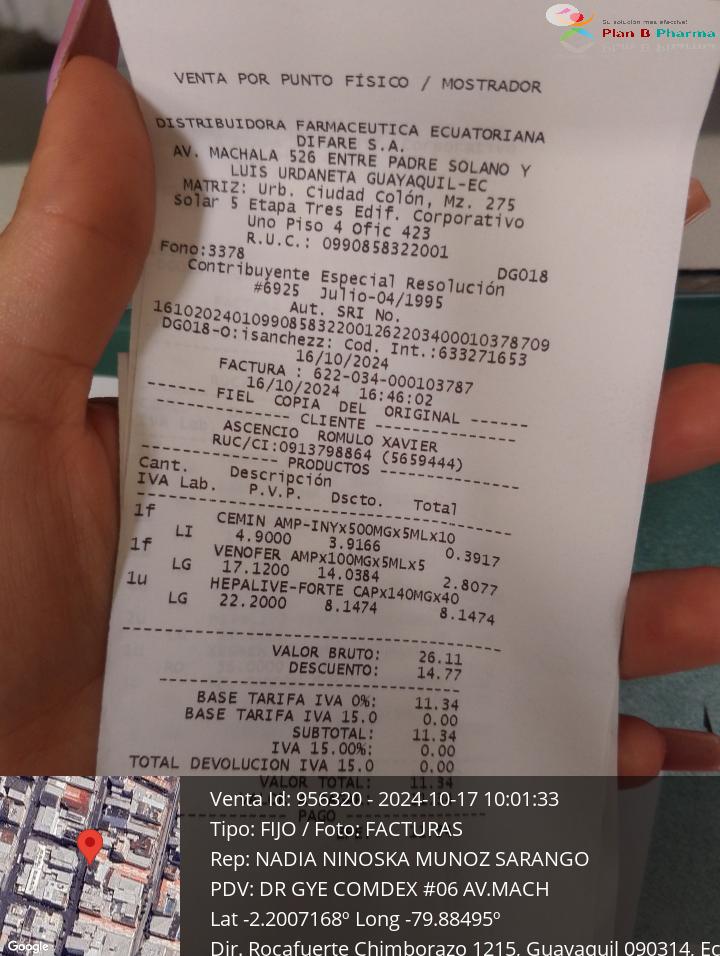 Su solución más efectiva!
Plan B Pharma
VENTA POR PUNTO FÍSICO / MOSTRADOR
DISTRIBUIDORA FARMACEUTICA ECUATORIANA
DIFARE S.A.
AV. MACHALA 526 ENTRE PADRE SOLANO Y
LUIS URDANETA GUAYAQUIL-EC
MATRIZ: Urb. Ciudad Colón, Mz. 275
Solar 5 Etapa Tres Edif. Corporativo
Uno Piso 4 Ofic 423
R.U.C.: 0990858322001
Fono:3378 DG018
Contribuyente Especial Resolución
#6925 Julio-04/1995
Aut. SRI No.
16102024010990858322001262203400010378709
DG018-O:isanchezz: Cod. Int.:633271653
16/10/2024
FACTURA : 622-034-000103787
16/10/2024 16:46:02
------ FIEL COPIA DEL ORIGINAL ------
-------------- CLIENTE --------------
ASCENCIO ROMULO XAVIER
RUC/CI:0913798864 (5659444)
-------------- PRODUCTOS --------------
Cant. Descripción
IVA Lab. P.V.P. Dscto. Total
1f CEMIN AMP-INYx500MGx5MLx10
LI 4.9000 3.9166 0.3917
1f VENOFER AMPx100MGx5MLx5
LG 17.1200 14.0384 2.8077
1u HEPALIVE-FORTE CAPx140MGx40
LG 22.2000 8.1474 8.1474
VALOR BRUTO: 26.11
DESCUENTO: 14.77
BASE TARIFA IVA 0%: 11.34
BASE TARIFA IVA 15.0 0.00
SUBTOTAL: 11.34
IVA 15.00%: 0.00
TOTAL DEVOLUCION IVA 15.0 0.00
VALOR TOTAL: 11.34
PAGO
Venta Id: 956320 - 2024-10-17 10:01:33
Tipo: FIJO / Foto: FACTURAS
Rep: NADIA NINOSKA MUNOZ SARANGO
PDV: DR GYE COMDEX #06 AV.MACH
Lat -2.2007168º Long -79.88495º
Dir. Rocafuerte Chimborazo 1215, Guayaquil 090314, Ec
Google